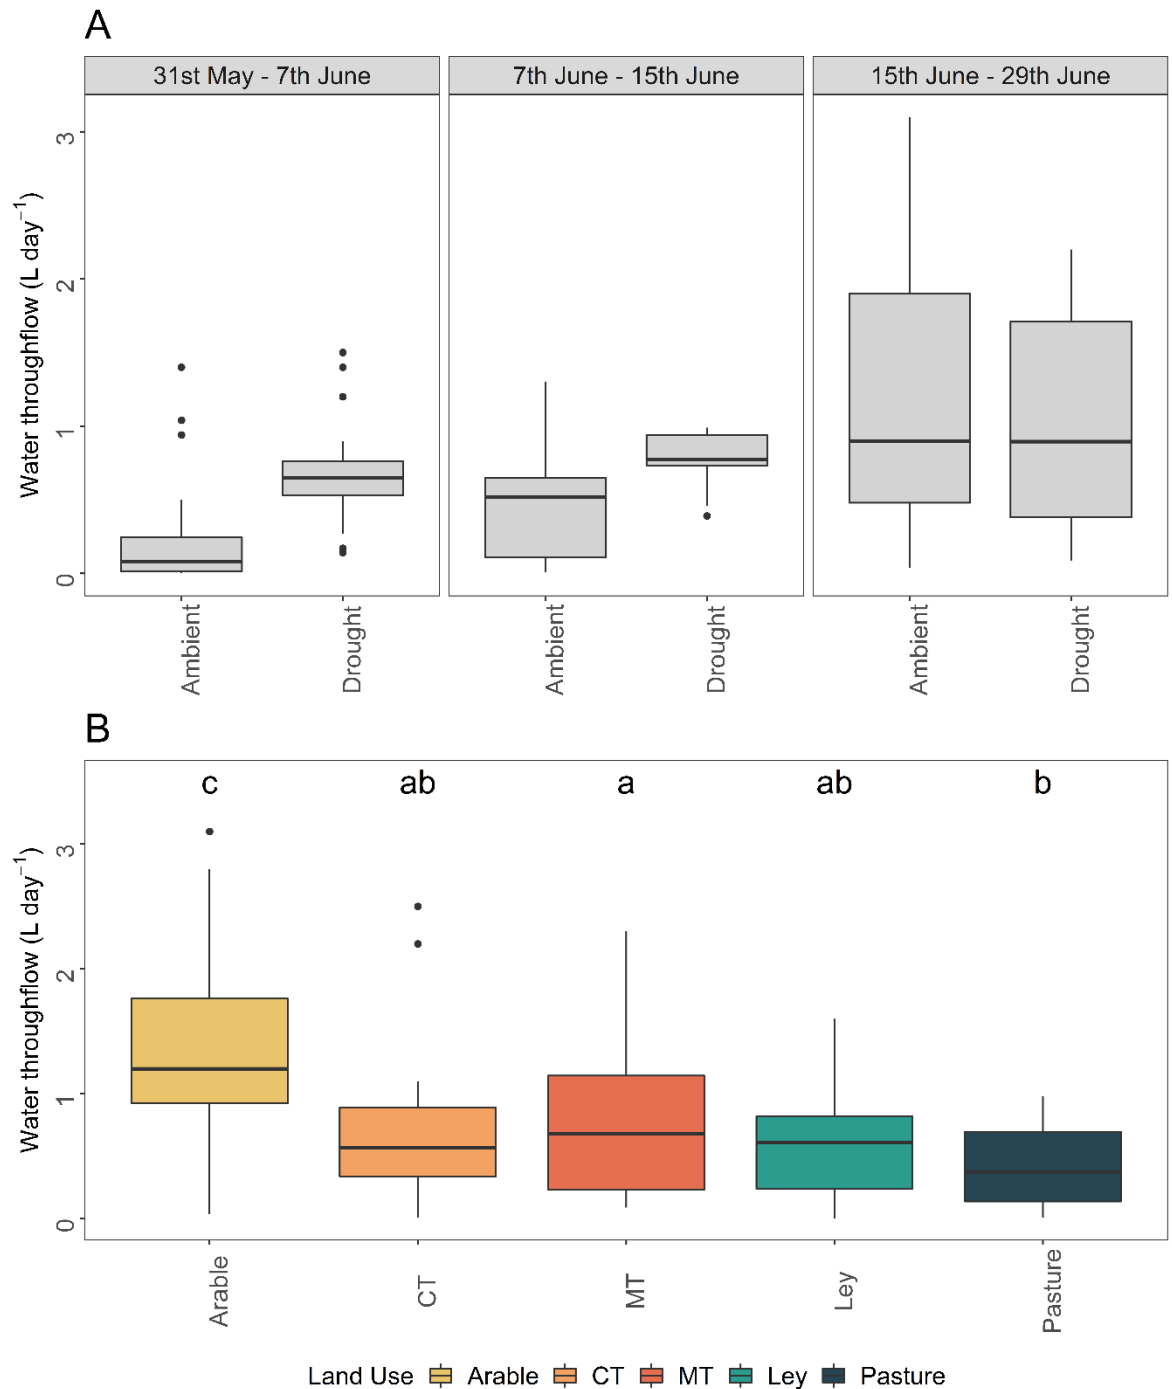 A
31st May - 7th June
7th June - 15th June
15th June - 29th June
Water throughflow (L day⁻¹)
3
2
1
0
Ambient
Drought
Ambient
Drought
Ambient
Drought
B
c
ab
a
ab
b
Water throughflow (L day⁻¹)
3
2
1
0
Arable
CT
MT
Ley
Pasture
Land Use Arable CT MT Ley Pasture